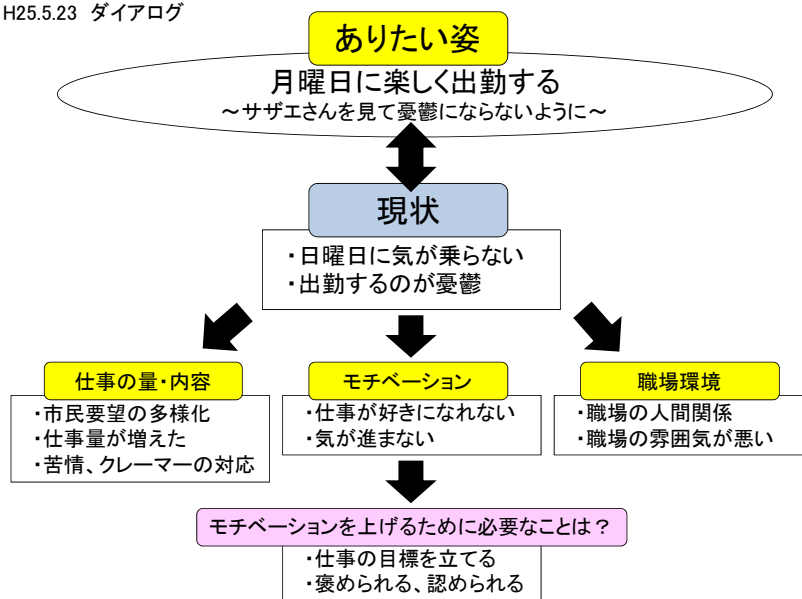 H25.5.23 ダイアログ
ありたい姿
月曜日に楽しく出勤する
～サザエさんを見て憂鬱にならないように～
現状
・日曜日に気が乗らない
・出勤するのが憂鬱
仕事の量・内容
・市民要望の多様化
・仕事量が増えた
・苦情、クレーマーの対応
モチベーション
・仕事が好きになれない
・気が進まない
職場環境
・職場の人間関係
・職場の雰囲気が悪い
モチベーションを上げるために必要なことは？
・仕事の目標を立てる
・褒められる、認められる